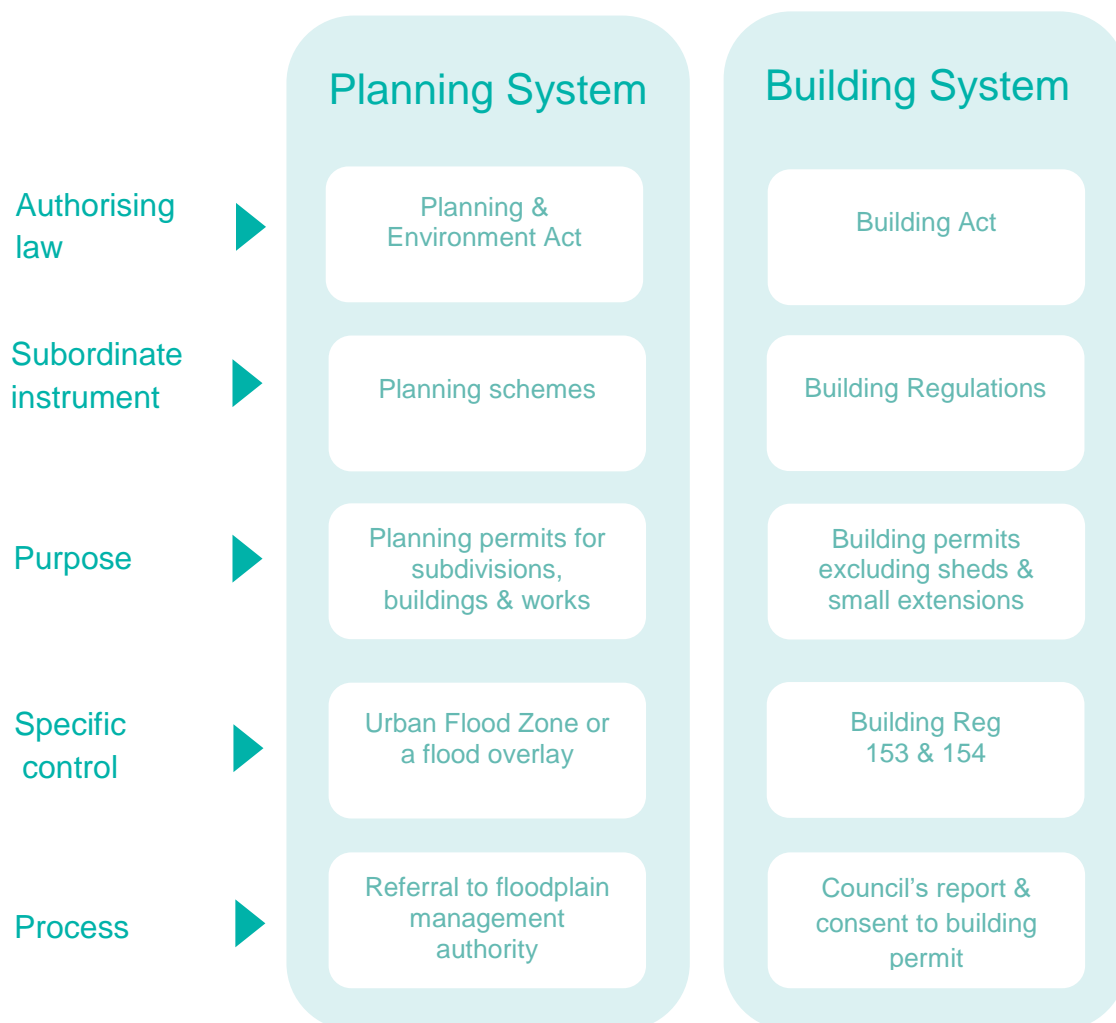 Planning System
Building System
Authorising
law
Planning &
Environment Act
Building Act
Subordinate
instrument
Planning schemes
Building Regulations
Purpose
Planning permits for
subdivisions,
buildings & works
Building permits
excluding sheds &
small extensions
Specific
control
Urban Flood Zone or
a flood overlay
Building Reg
153 & 154
Process
Referral to floodplain
management
authority
Council’s report &
consent to building
permit